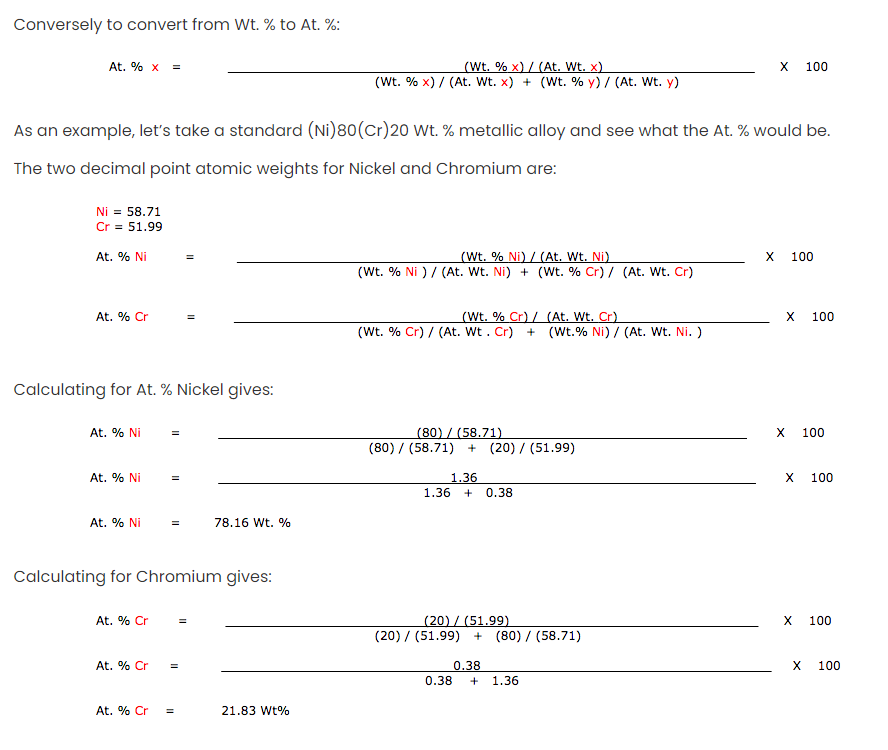 Conversely to convert from Wt. % to At. %:
At. % x = (Wt. % x) / (At. Wt. x) X 100
(Wt. % x) / (At. Wt. x) + (Wt. % y) / (At. Wt. y)
As an example, let’s take a standard (Ni)80(Cr)20 Wt. % metallic alloy and see what the At. % would be.
The two decimal point atomic weights for Nickel and Chromium are:
Ni = 58.71
Cr = 51.99
At. % Ni = (Wt. % Ni) / (At. Wt. Ni) X 100
(Wt. % Ni ) / (At. Wt. Ni) + (Wt. % Cr) / (At. Wt. Cr)
At. % Cr = (Wt. % Cr) / (At. Wt. Cr) X 100
(Wt. % Cr) / (At. Wt . Cr) + (Wt.% Ni) / (At. Wt. Ni. )
Calculating for At. % Nickel gives:
At. % Ni = (80) / (58.71) X 100
(80) / (58.71) + (20) / (51.99)
At. % Ni = 1.36 X 100
1.36 + 0.38
At. % Ni = 78.16 Wt. %
Calculating for Chromium gives:
At. % Cr = (20) / (51.99) X 100
(20) / (51.99) + (80) / (58.71)
At. % Cr = 0.38 X 100
0.38 + 1.36
At. % Cr = 21.83 Wt%